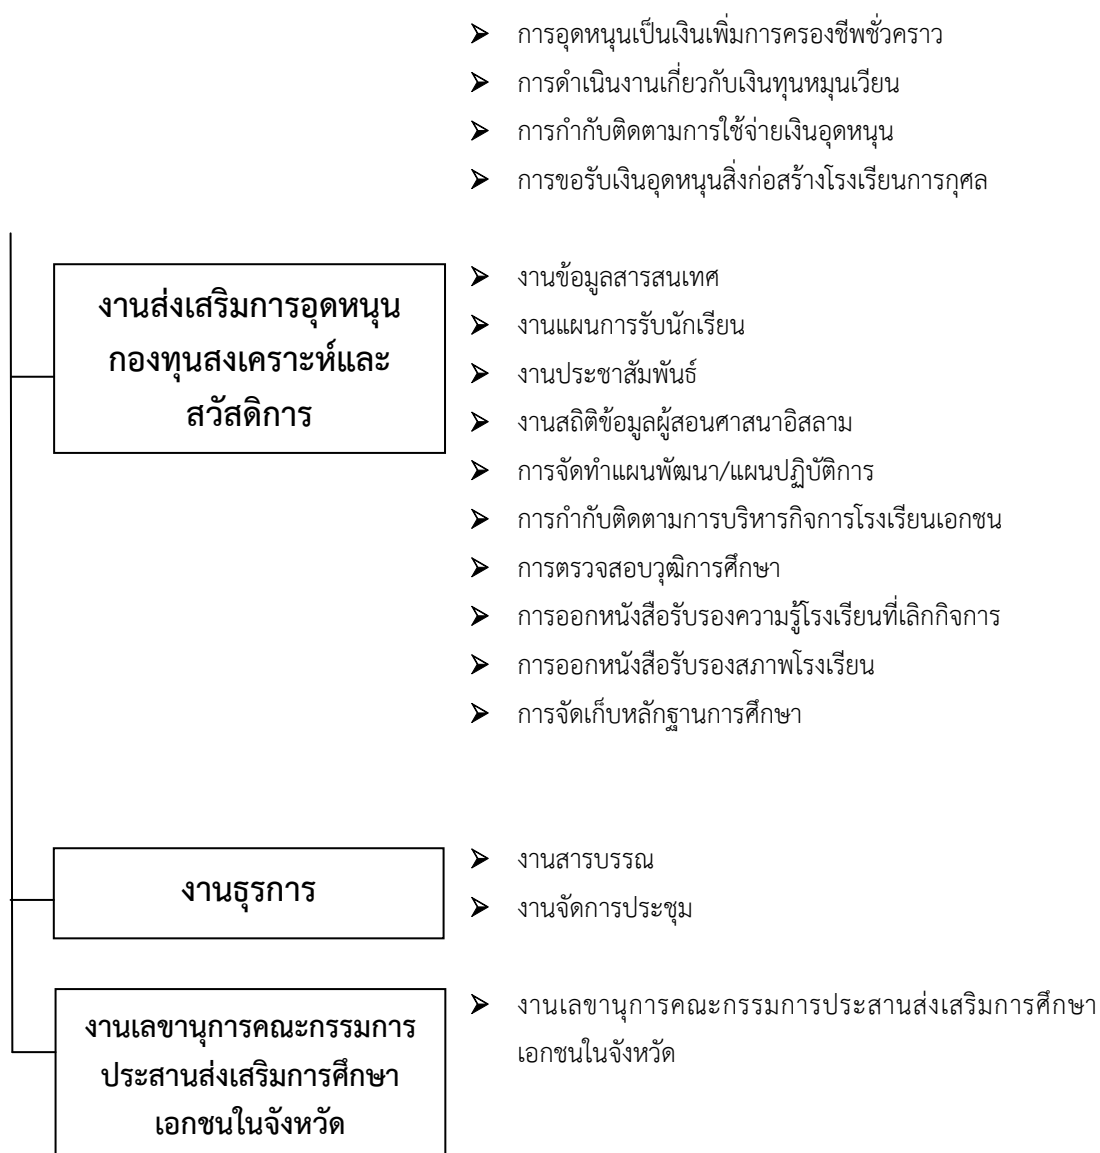 ➢ การอุดหนุนเป็นเงินเพิ่มการครองชีพชั่วคราว
➢ การดำเนินงานเกี่ยวกับเงินทุนหมุนเวียน
➢ การกำกับติดตามการใช้จ่ายเงินอุดหนุน
➢ การขอรับเงินอุดหนุนสิ่งก่อสร้างโรงเรียนการกุศล
งานส่งเสริมการอุดหนุน
กองทุนสงเคราะห์และ
สวัสดิการ
➢ งานข้อมูลสารสนเทศ
➢ งานแผนการรับนักเรียน
➢ งานประชาสัมพันธ์
➢ งานสถิติข้อมูลผู้สอนศาสนาอิสลาม
➢ การจัดทำแผนพัฒนา/แผนปฏิบัติการ
➢ การกำกับติดตามการบริหารกิจการโรงเรียนเอกชน
➢ การตรวจสอบวุฒิการศึกษา
➢ การออกหนังสือรับรองความรู้โรงเรียนที่เลิกกิจการ
➢ การออกหนังสือรับรองสภาพโรงเรียน
➢ การจัดเก็บหลักฐานการศึกษา
งานธุรการ
➢ งานสารบรรณ
➢ งานจัดการประชุม
งานเลขานุการคณะกรรมการ
ประสานส่งเสริมการศึกษา
เอกชนในจังหวัด
➢ งานเลขานุการคณะกรรมการประสานส่งเสริมการศึกษา
เอกชนในจังหวัด